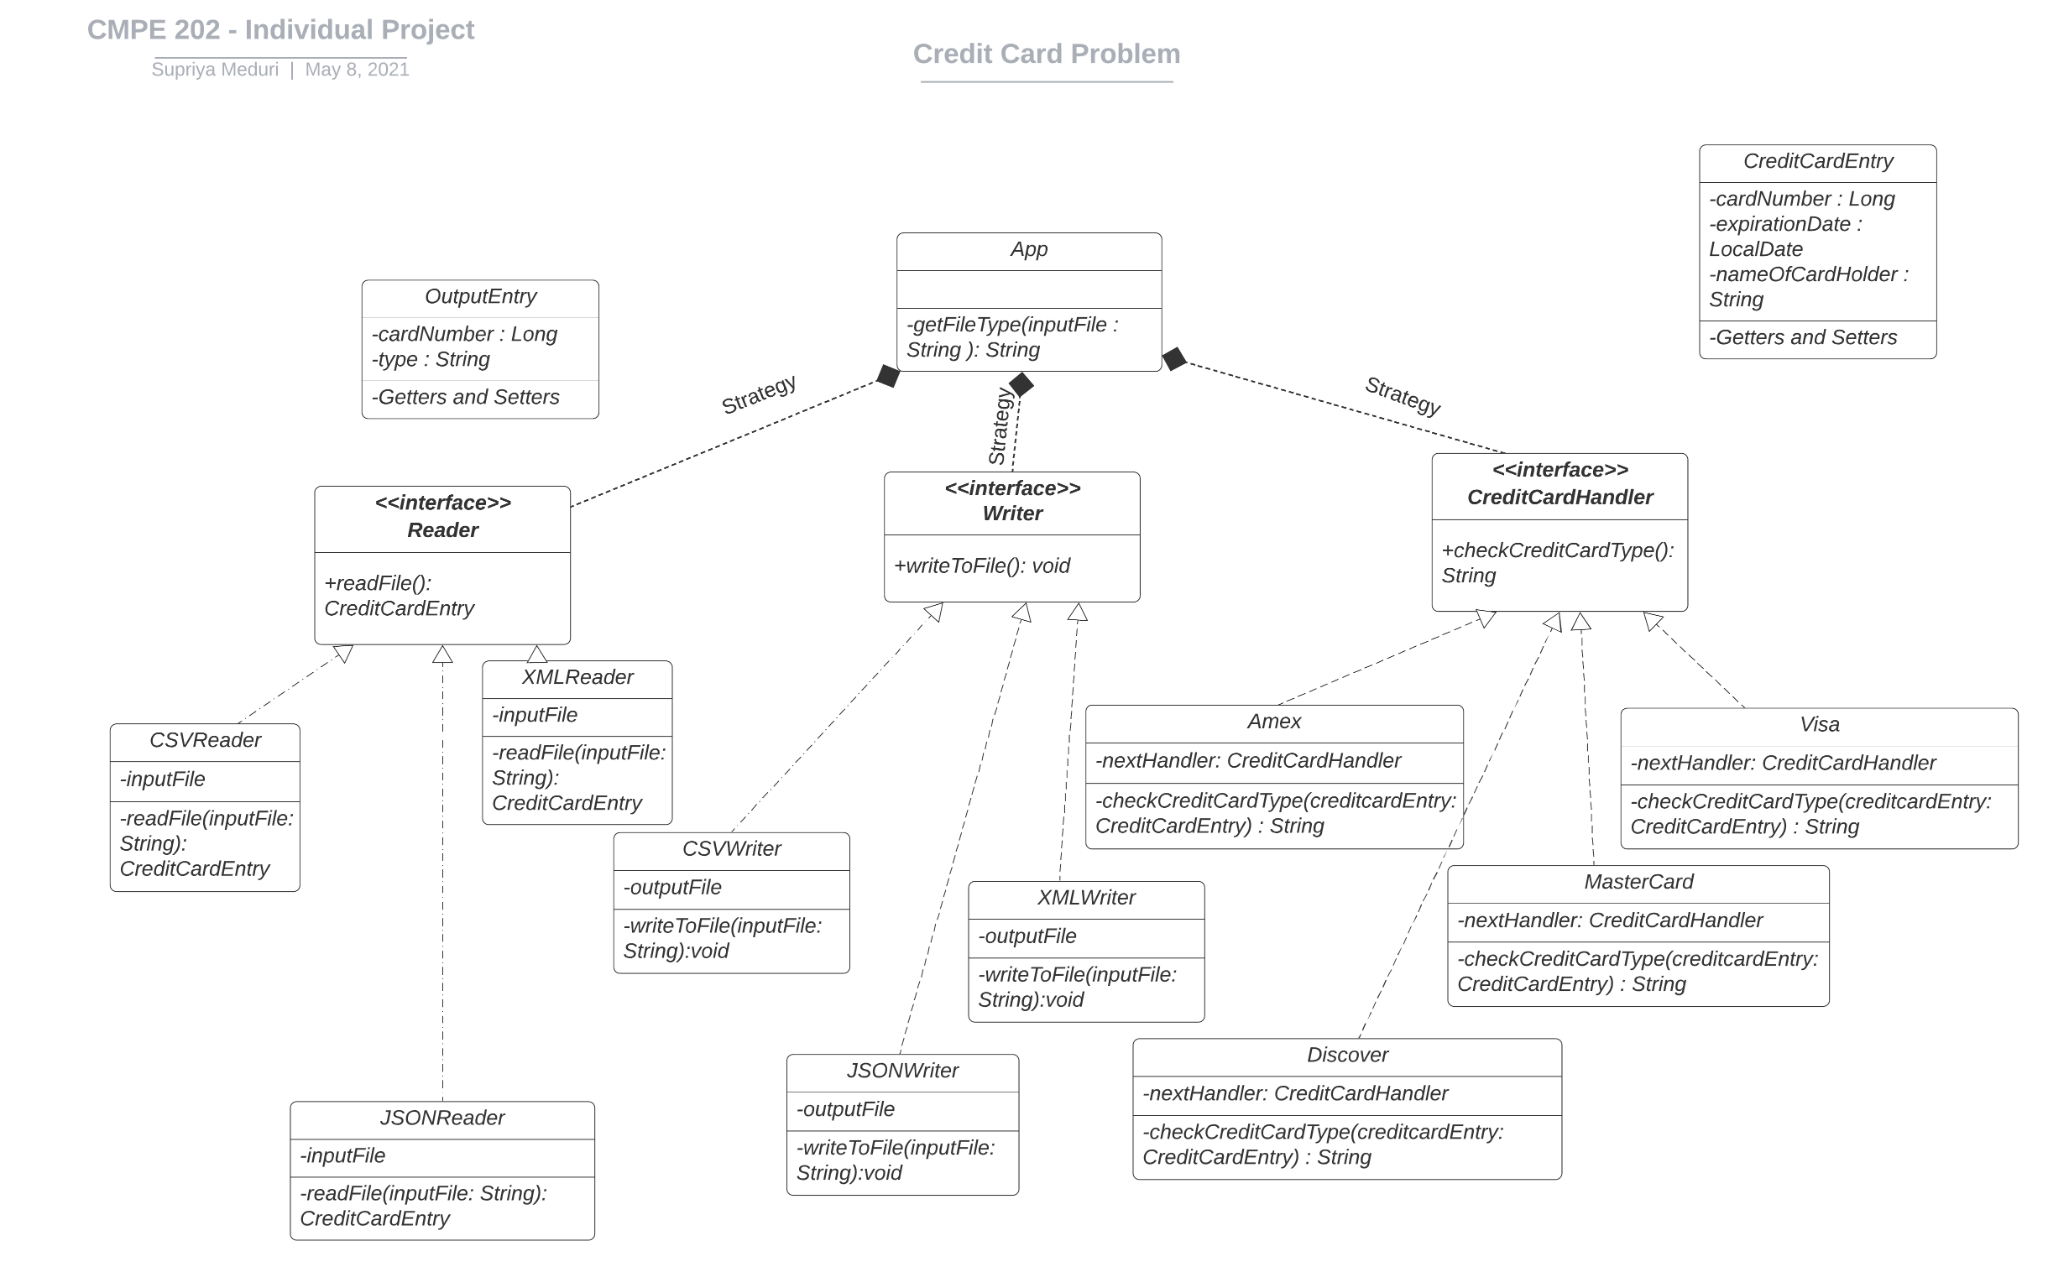 CMPE 202 - Individual Project
Supriya Meduri | May 8, 2021
Credit Card Problem
CreditCardEntry
-cardNumber : Long
-expirationDate :
LocalDate
-nameOfCardHolder :
String
-Getters and Setters
App
-getFileType(inputFile :
String ): String
OutputEntry
-cardNumber : Long
-type : String
-Getters and Setters
Strategy
Strategy
Strategy
<<interface>>
Reader
+readFile():
CreditCardEntry
<<interface>>
Writer
+writeToFile(): void
<<interface>>
CreditCardHandler
+checkCreditCardType():
String
CSVReader
-inputFile
-readFile(inputFile:
String):
CreditCardEntry
XMLReader
-inputFile
-readFile(inputFile:
String):
CreditCardEntry
JSONReader
-inputFile
-readFile(inputFile: String):
CreditCardEntry
CSVWriter
-outputFile
-writeToFile(inputFile:
String):void
XMLWriter
-outputFile
-writeToFile(inputFile:
String):void
JSONWriter
-outputFile
-writeToFile(inputFile:
String):void
Amex
-nextHandler: CreditCardHandler
-checkCreditCardType(creditcardEntry:
CreditCardEntry) : String
Visa
-nextHandler: CreditCardHandler
-checkCreditCardType(creditcardEntry:
CreditCardEntry) : String
MasterCard
-nextHandler: CreditCardHandler
-checkCreditCardType(creditcardEntry:
CreditCardEntry) : String
Discover
-nextHandler: CreditCardHandler
-checkCreditCardType(creditcardEntry:
CreditCardEntry) : String